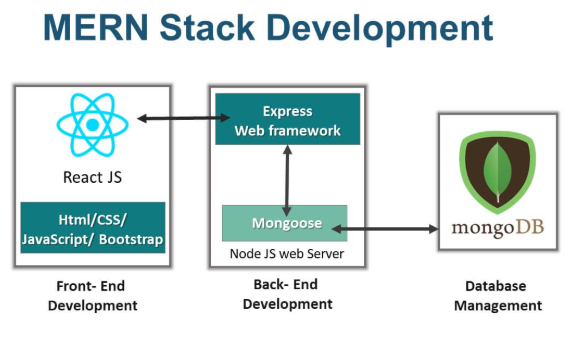 MERN Stack Development
React JS
Html/CSS/
JavaScript/ Bootstrap
Front- End
Development
Express
Web framework
Mongoose
Node JS web Server
Back- End
Development
mongoDB
Database
Management